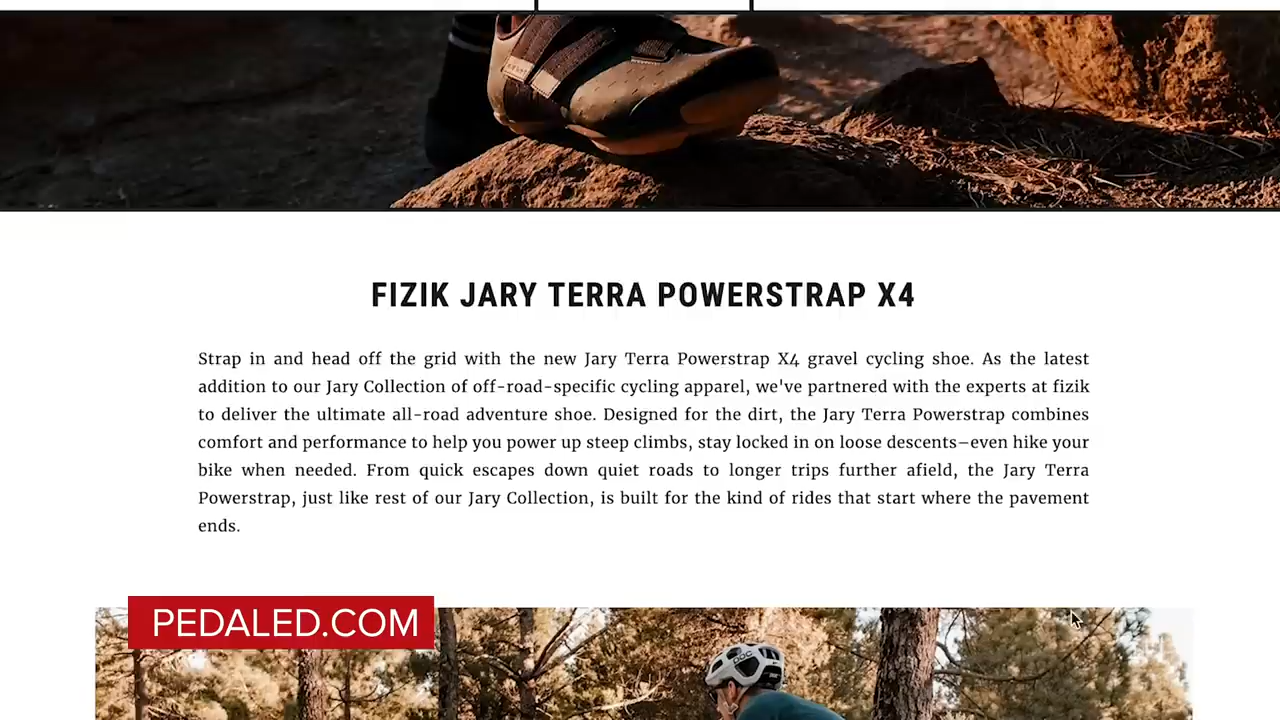 FIZIK JARY TERRA POWERSTRAP X4
Strap in and head off the grid with the new Jary Terra Powerstrap X4 gravel cycling shoe. As the latest
addition to our Jary Collection of off-road-specific cycling apparel, we've partnered with the experts at fizik
to deliver the ultimate all-road adventure shoe. Designed for the dirt, the Jary Terra Powerstrap combines
comfort and performance to help you power up steep climbs, stay locked in on loose descents–even hike your
bike when needed. From quick escapes down quiet roads to longer trips further afield, the Jary Terra
Powerstrap, just like rest of our Jary Collection, is built for the kind of rides that start where the pavement
ends.
PEDALED.COM
POC